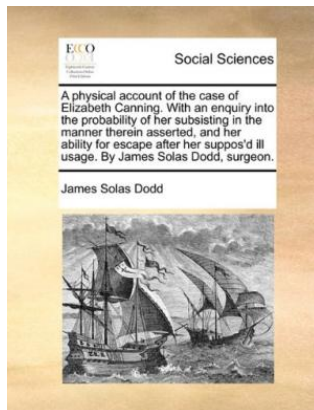 ECCO
Social Sciences
A physical account of the case of
Elizabeth Canning. With an enquiry into
the probability of her subsisting in the
manner therein asserted, and her
ability for escape after her suppos'd ill
usage. By James Solas Dodd, surgeon.
James Solas Dodd